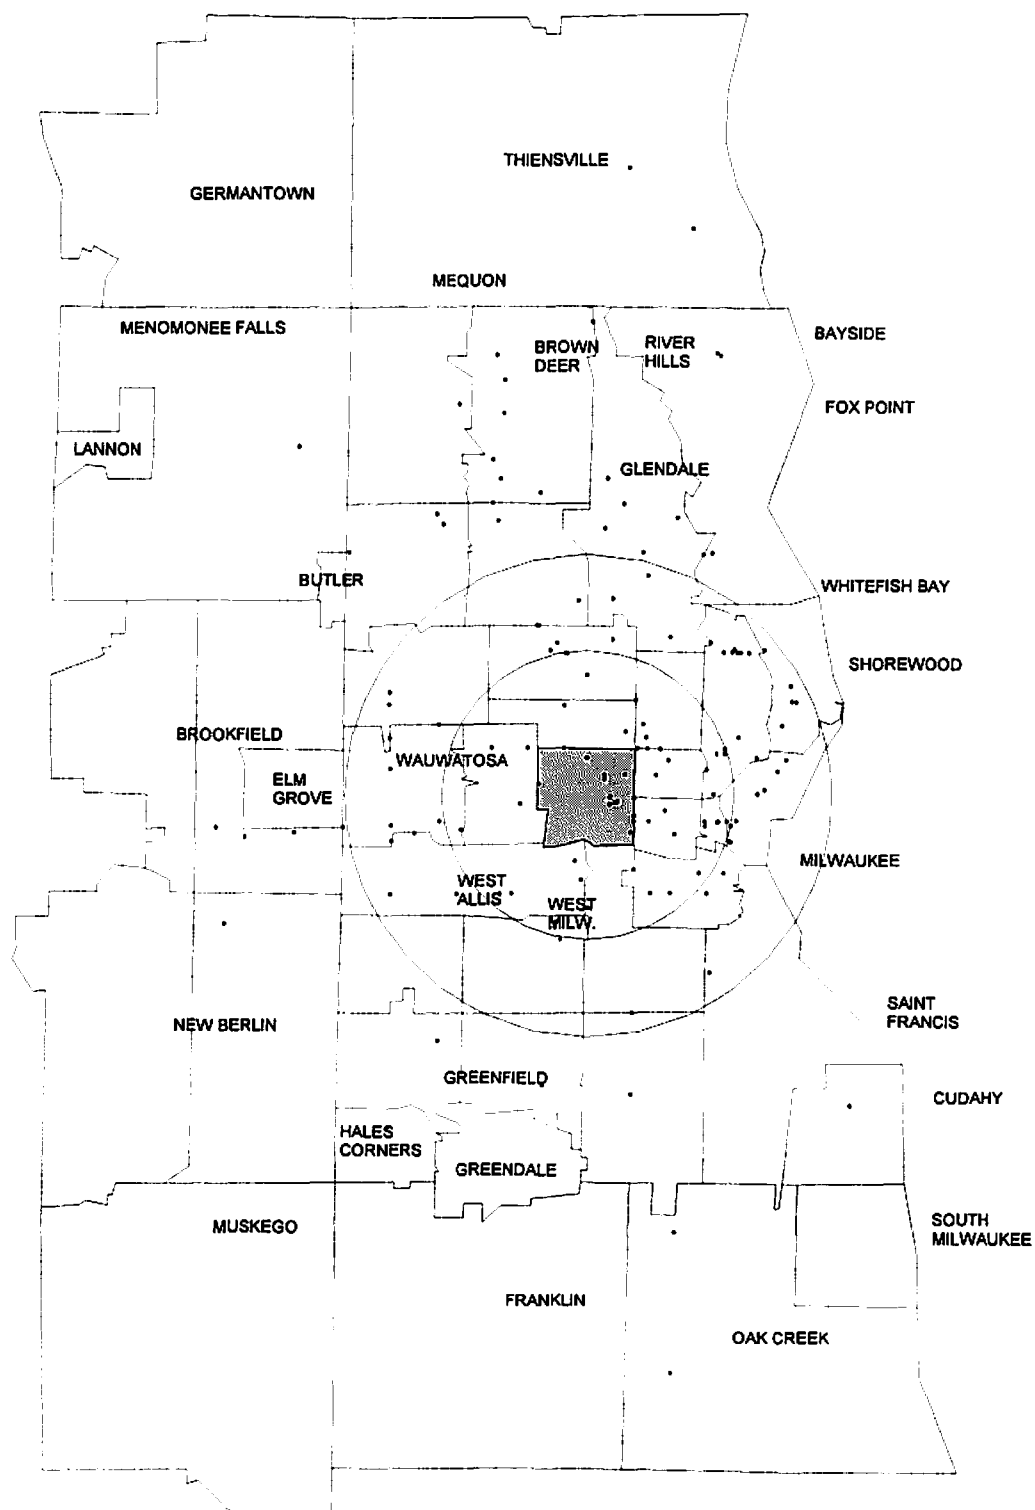 THIENSVILLE
GERMANTOWN
MEQUON
MENOMONEE FALLS
BAYSIDE
BROWN
DEER
RIVER
HILLS
FOX POINT
LANNON
GLENDALE
BUTLER
WHITEFISH BAY
SHOREWOOD
BROOKFIELD
WAUWATOSA
ELM
GROVE
MILWAUKEE
WEST
ALLIS
WEST
MILW.
SAINT
FRANCIS
NEW BERLIN
GREENFIELD
CUDAHY
HALES
CORNERS
GREENDALE
MUSKEGO
SOUTH
MILWAUKEE
FRANKLIN
OAK CREEK